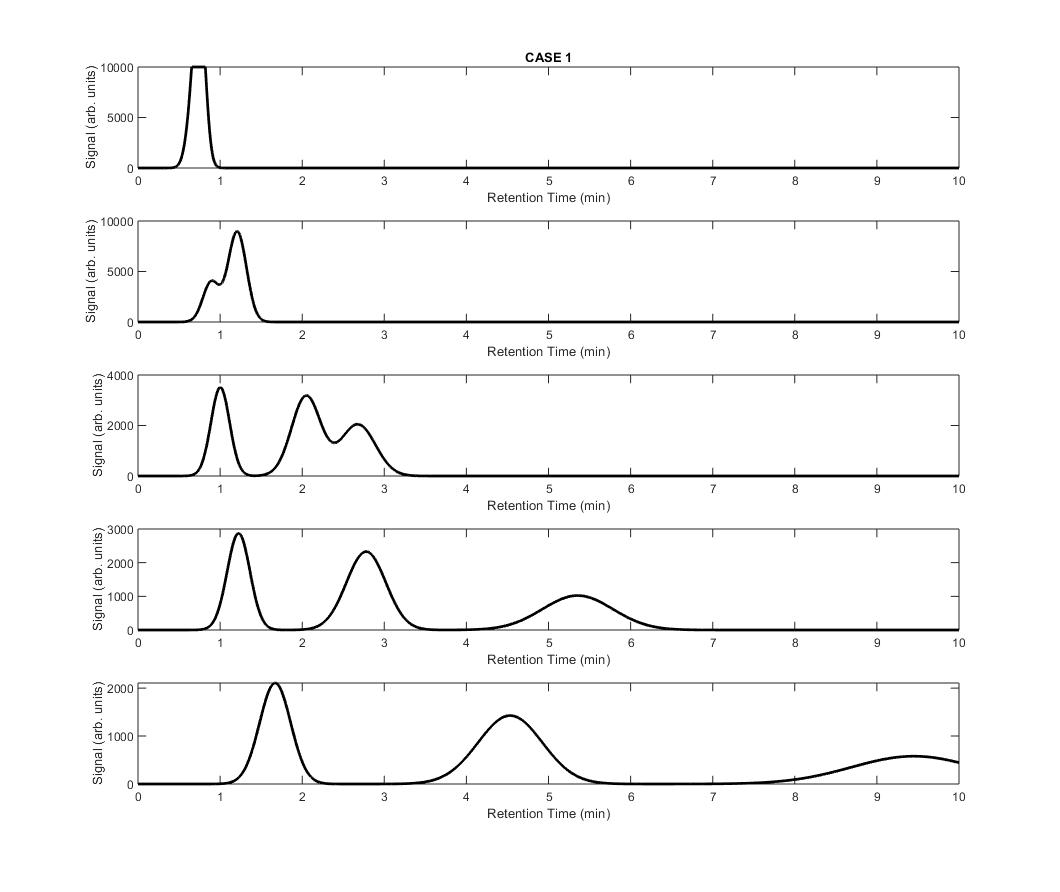 CASE 1
Signal (arb. units)
10000
5000
0
0 1 2 3 4 5 6 7 8 9 10
Retention Time (min)
Signal (arb. units)
10000
5000
0
0 1 2 3 4 5 6 7 8 9 10
Retention Time (min)
Signal (arb. units)
4000
2000
0
0 1 2 3 4 5 6 7 8 9 10
Retention Time (min)
Signal (arb. units)
3000
2000
1000
0
0 1 2 3 4 5 6 7 8 9 10
Retention Time (min)
Signal (arb. units)
2000
1000
0
0 1 2 3 4 5 6 7 8 9 10
Retention Time (min)